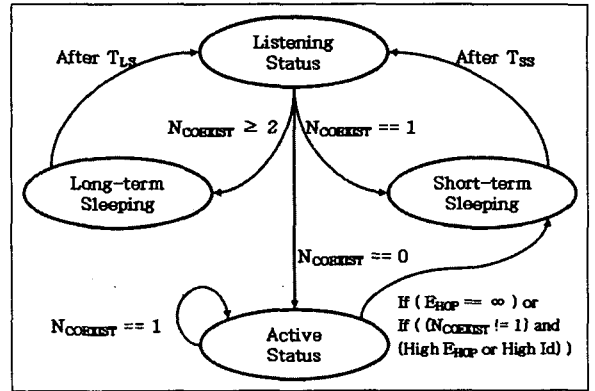 Listening
Status
After T_LS
After T_SS
N_COEXIST ≥ 2
N_COEXIST == 1
Long-term
Sleeping
Short-term
Sleeping
N_COEXIST == 0
N_COEXIST == 1
Active
Status
If ( E_HOP == ∞ ) or
If ( (N_COEXIST != 1) and
(High E_HOP or High Id) )